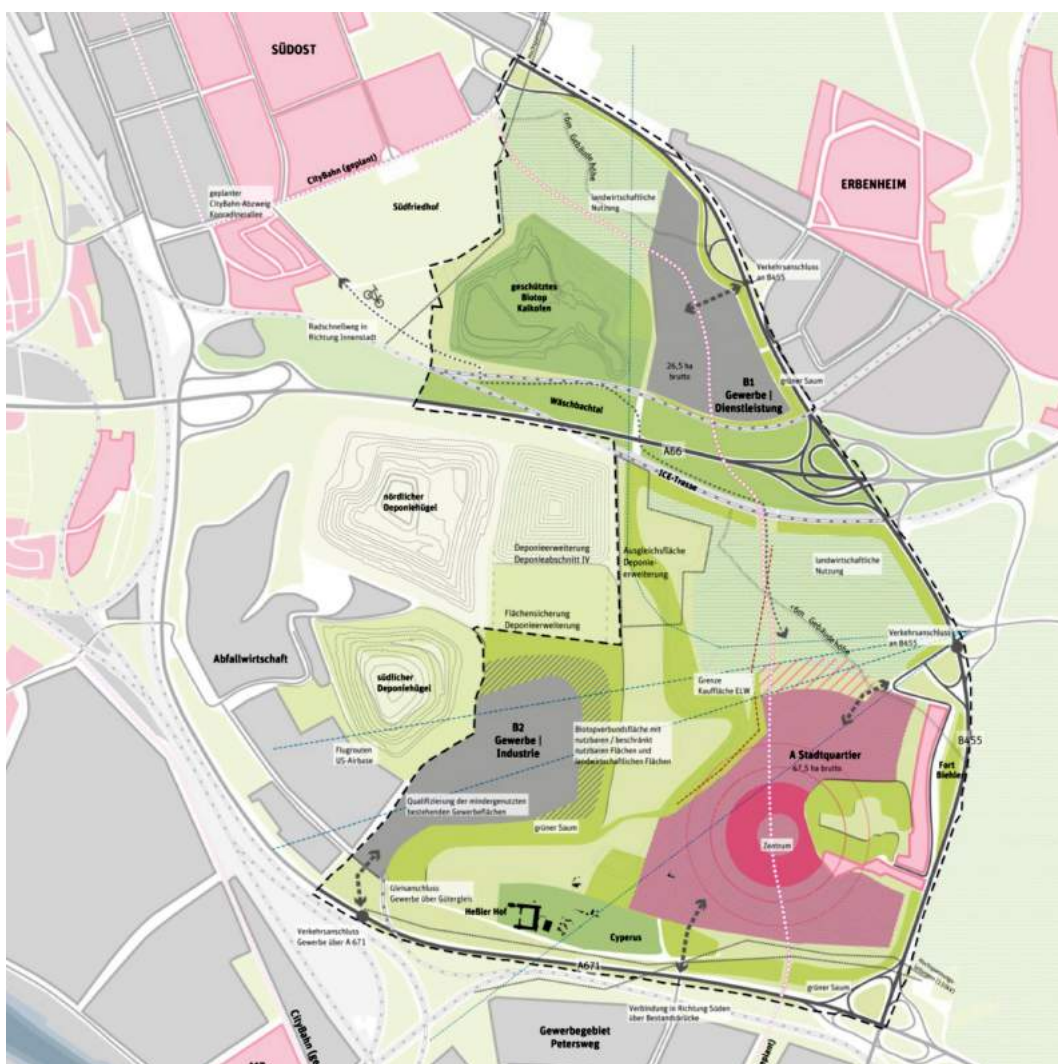 SÜDOST
CityBahn (geplant)
geplanter
CityBahn-Abzweig
Konradinerallee
Südfriedhof
Radschnellweg in
Richtung Innenstadt
<6m Gebäudehöhe
landwirtschaftliche
Nutzung
geschütztes
Biotop
Kalkofen
ERBENHEIM
Verkehrsanschluss
an B455
26,5 ha
brutto
B1
Gewerbe |
Dienstleistung
grüner Saum
Wäschbachtal
A66
ICE-Trasse
nördlicher
Deponiehügel
Deponieerweiterung
Deponieabschnitt IV
Ausgleichsfläche
Deponie-
erweiterung
landwirtschaftliche
Nutzung
Flächensicherung
Deponieerweiterung
<6m Gebäudehöhe
Verkehrsanschluss
an B455
Abfallwirtschaft
südlicher
Deponiehügel
Grenze
Kauffläche ELW
B2
Gewerbe |
Industrie
Biotopverbundsfläche mit
nutzbaren / beschränkt
nutzbaren Flächen und
landwirtschaftlichen Flächen
Flugrouten
US-Airbase
A Stadtquartier
67,5 ha brutto
B455
Fort
Biehler
Qualifizierung der mindergenutzten
bestehenden Gewerbeflächen
grüner Saum
Zentrum
Gleisanschluss
Gewerbe über Gütergleis
Heßler Hof
Cyperus
Verkehrsanschluss
Gewerbe über A 671
A671
grüner Saum
Verbindung in Richtung Süden
über Bestandsbrücke
Gewerbegebiet
Petersweg